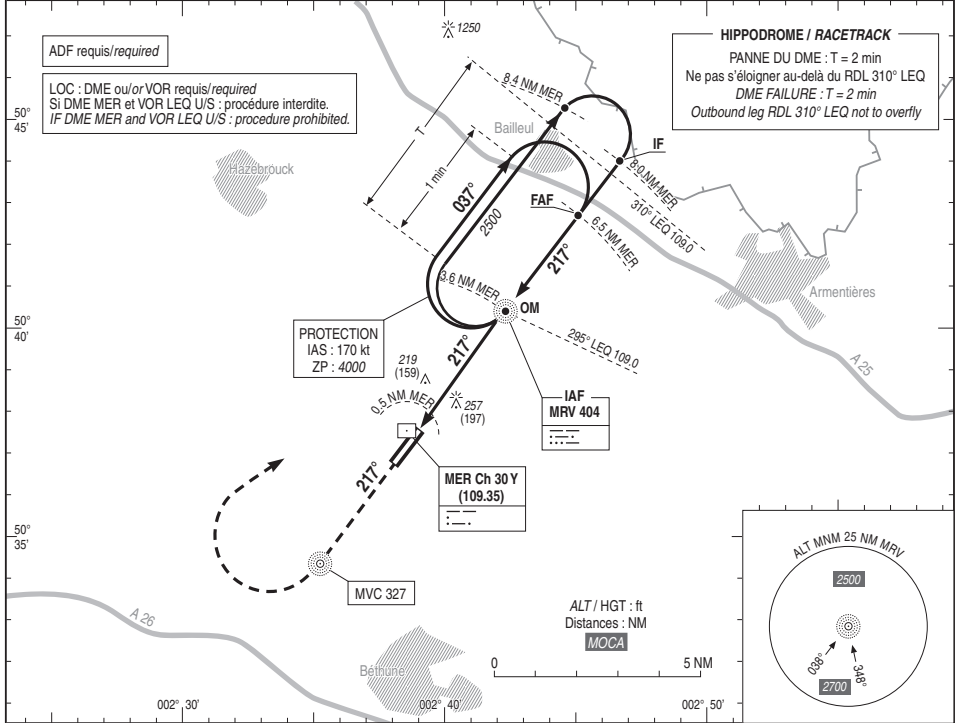 1250
HIPPODROME / RACETRACK
PANNE DU DME : T = 2 min
Ne pas s'éloigner au-delà du RDL 310° LEQ
DME FAILURE : T = 2 min
Outbound leg RDL 310° LEQ not to overfly
ADF requis/required
LOC : DME ou/or VOR requis/required
Si DME MER et VOR LEQ U/S : procédure interdite.
IF DME MER and VOR LEQ U/S : procedure prohibited.
8.4 NM MER
50°
45'
T
Bailleul
IF
1 min
Hazebrouck
8.0 NM MER
037°
2500
FAF
310° LEQ 109.0
6.5 NM MER
217°
Armentières
3.6 NM MER
OM
50°
40'
PROTECTION
IAS : 170 kt
ZP : 4000
217°
295° LEQ 109.0
A 25
219
(159)
0.5 NM MER
257
(197)
IAF
MRV 404
217°
MER Ch 30 Y
(109.35)
50°
35'
MVC 327
ALT MNM 25 NM MRV
2500
038°
348°
2700
ALT / HGT : ft
Distances : NM
MOCA
0
5 NM
A 26
Béthune
002° 30'
002° 40'
002° 50'